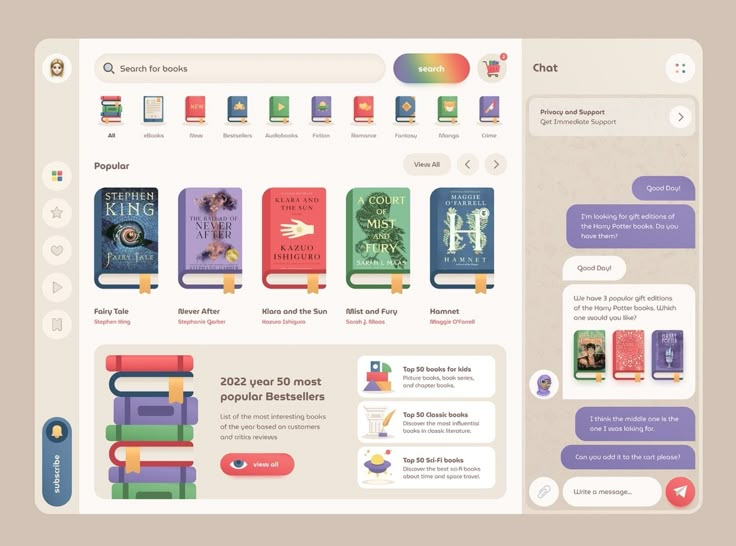 Search for books
search
2
All
eBooks
New
Bestsellers
Audiobooks
Fiction
Romance
Fantasy
Manga
Crime
NEW
Popular
View All
STEPHEN
KING
FAIRY TALE
THE BALLAD OF
NEVER
AFTER
STEPHANIE GARBER
KLARA AND
THE SUN
KAZUO
ISHIGURO
A COURT
OF
MIST
AND
FURY
SARAH J. MAAS
MAGGIE
O'FARRELL
H
HAMNET
Fairy Tale
Stephen King
Never After
Stephanie Garber
Klara and the Sun
Kazuo Ishiguro
Mist and Fury
Sarah J. Maas
Hamnet
Maggie O'Farrell
2022 year 50 most
popular Bestsellers
List of the most interesting books
of the year based on customers
and critics reviews
view all
Top 50 books for kids
Picture books, book series,
and chapter books.
Top 50 Classic books
Discover the most influential
books in classic literature.
Top 50 Sci-Fi books
Discover the best sci-fi books
about time and space travel.
subscribe
Chat
Privacy and Support
Get Immediate Support
Good Day!
I'm looking for gift editions of
the Harry Potter books. Do you
have them?
Good Day!
We have 3 popular gift editions
of the Harry Potter books. Which
one would you like?
I think the middle one is the
one I was loking for.
Can you add it to the cart please?
Write a message...